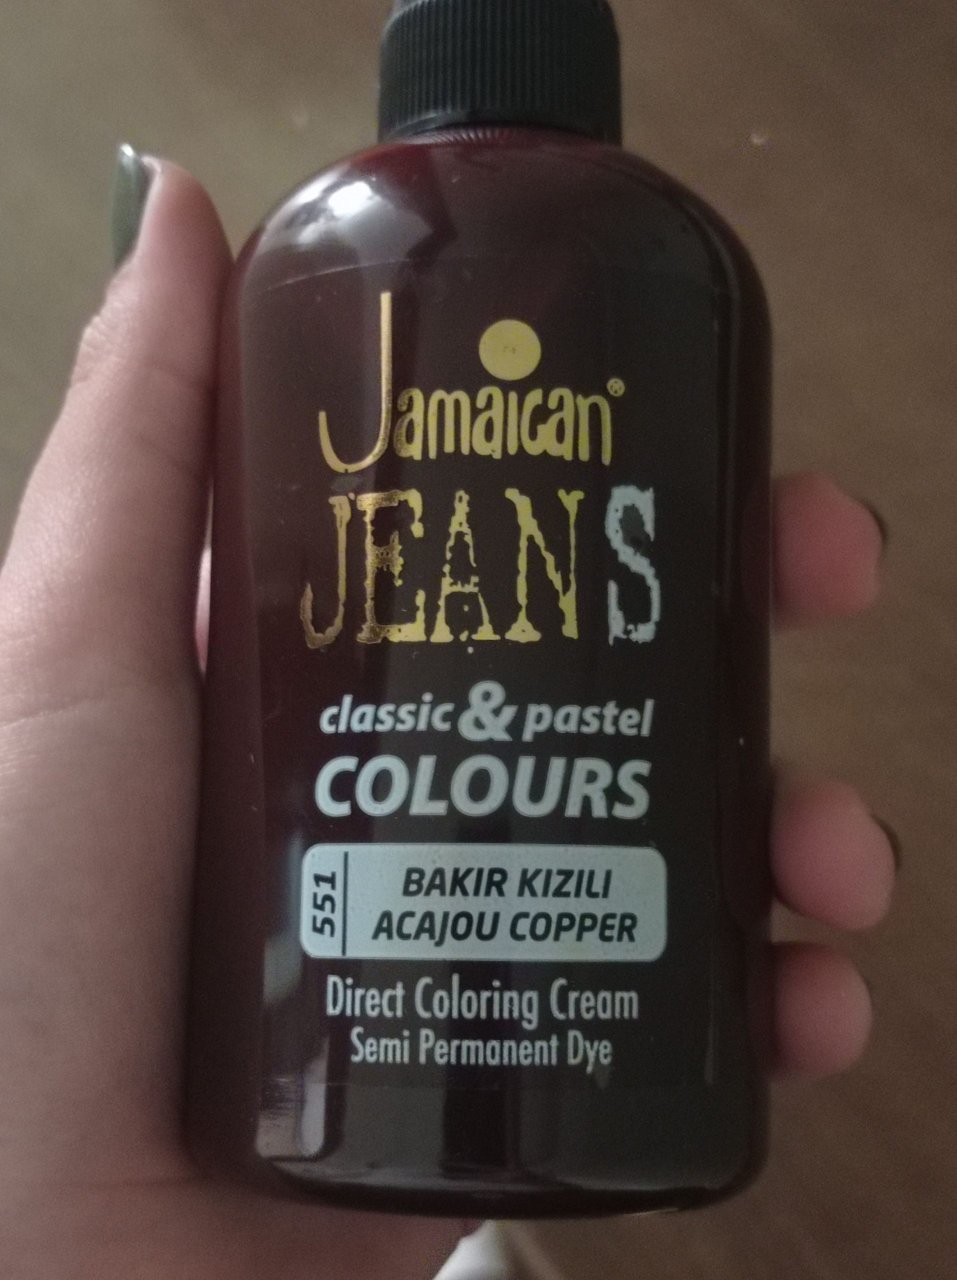 Jamaican®
JEANS
classic & pastel
COLOURS
551
BAKIR KIZILI
ACAJOU COPPER
Direct Coloring Cream
Semi Permanent Dye